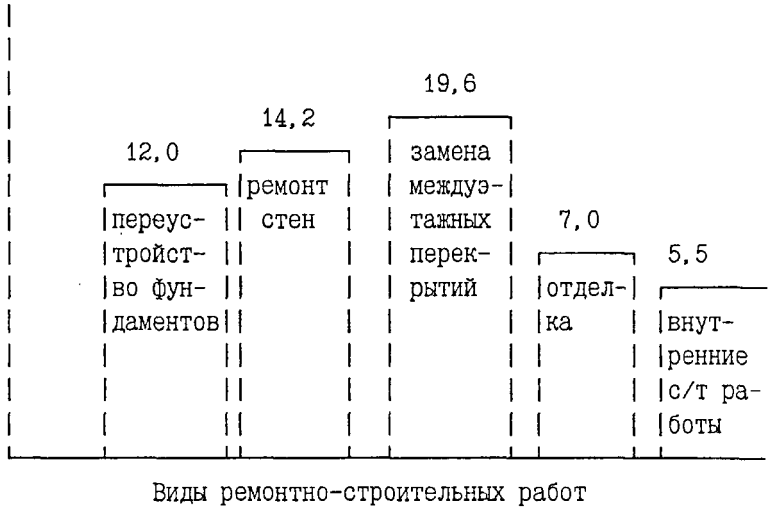 19,6
14,2
12,0
замена
междуэ-
тажных
перек-
рытий
ремонт
стен
переус-
тройст-
во фун-
даментов
7,0
отдел-
ка
5,5
внут-
ренние
с/т ра-
боты
Виды ремонтно-строительных работ